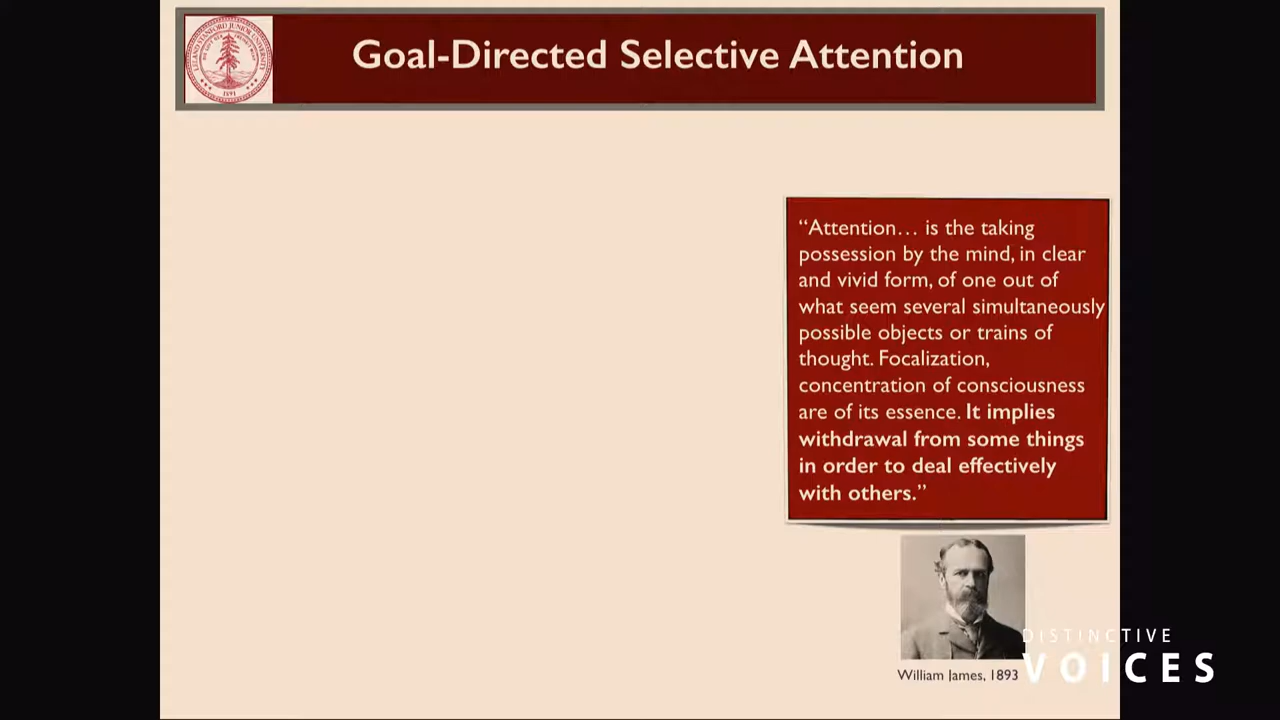 Goal-Directed Selective Attention
“Attention… is the taking
possession by the mind, in clear
and vivid form, of one out of
what seem several simultaneously
possible objects or trains of
thought. Focalization,
concentration of consciousness
are of its essence. It implies
withdrawal from some things
in order to deal effectively
with others.”
William James, 1893
DISTINCTIVE
VOICES
1891